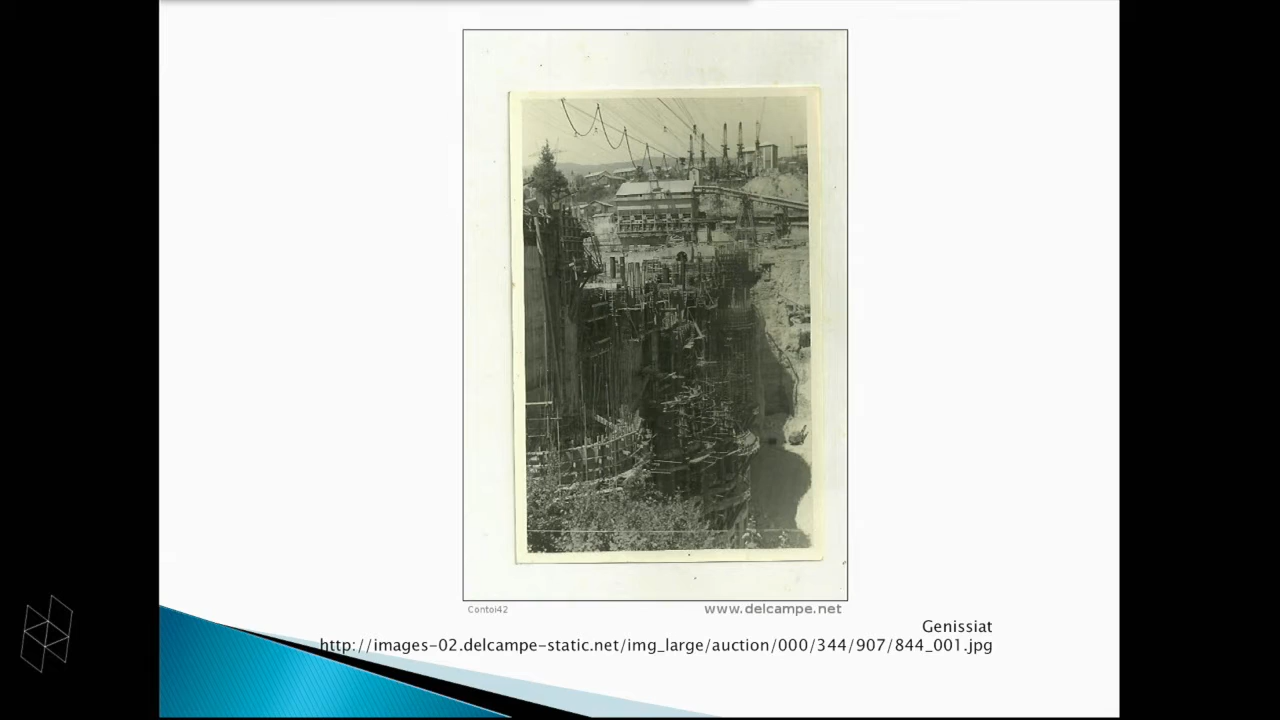 Contoi42
www.delcampe.net
Genissiat
http://images-02.delcampe-static.net/img_large/auction/000/344/907/844_001.jpg